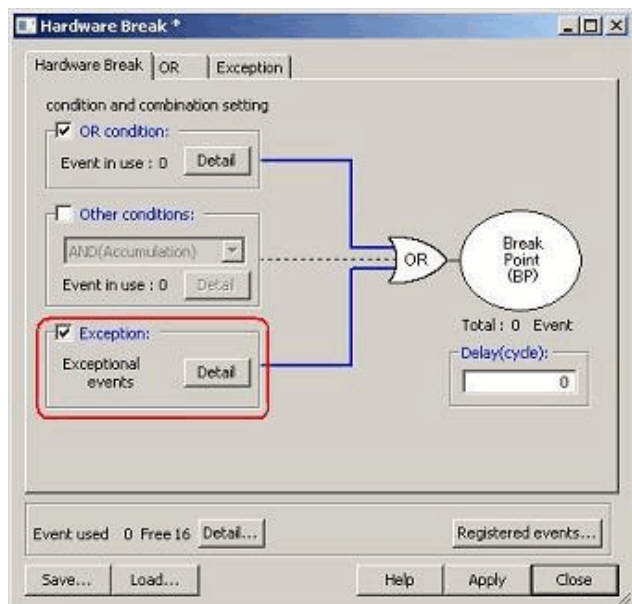 Hardware Break *
Hardware Break OR Exception
condition and combination setting
OR condition:
Event in use : 0 Detail
Other conditions:
AND(Accumulation)
Event in use : 0 Detail
Exception:
Exceptional
events
Detail
OR
Break
Point
(BP)
Total : 0 Event
Delay(cycle):
0
Event used 0 Free 16 Detail... Registered events...
Save... Load... Help Apply Close